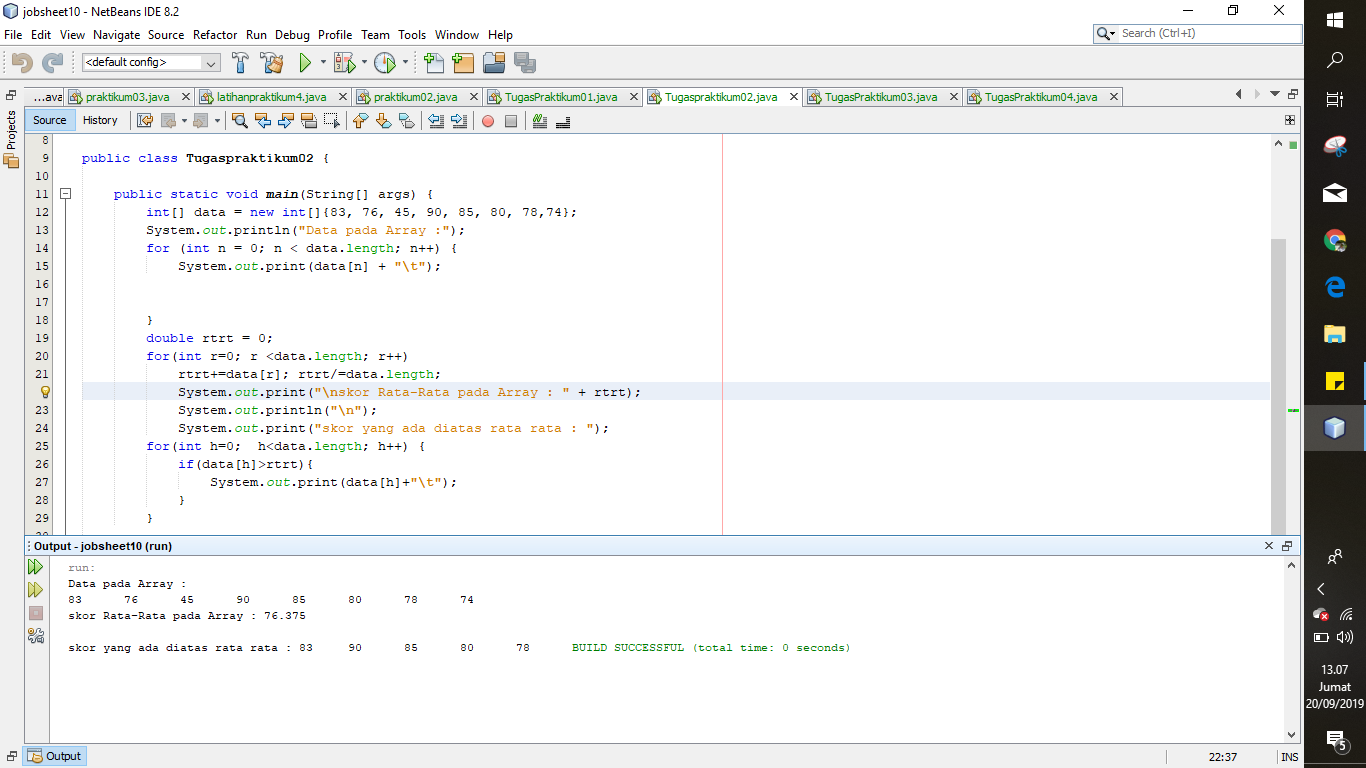 jobsheet10 - NetBeans IDE 8.2
File Edit View Navigate Source Refactor Run Debug Profile Team Tools Window Help
Search (Ctrl+I)
<default config>
...ava praktikum03.java latihanpraktikum4.java praktikum02.java TugasPraktikum01.java Tugaspraktikum02.java TugasPraktikum03.java TugasPraktikum04.java
Projects
Source History
8
9 public class Tugaspraktikum02 {
10
11 public static void main(String[] args) {
12 int[] data = new int[]{83, 76, 45, 90, 85, 80, 78,74};
13 System.out.println("Data pada Array :");
14 for (int n = 0; n < data.length; n++) {
15 System.out.print(data[n] + "\t");
16
17
18 }
19 double rtrt = 0;
20 for(int r=0; r <data.length; r++)
21 rtrt+=data[r]; rtrt/=data.length;
System.out.print("\nskor Rata-Rata pada Array : " + rtrt);
23 System.out.println("\n");
24 System.out.print("skor yang ada diatas rata rata : ");
25 for(int h=0;  h<data.length; h++) {
26 if(data[h]>rtrt){
27 System.out.print(data[h]+"\t");
28 }
29 }
Output - jobsheet10 (run)
run:
Data pada Array :
83 76 45 90 85 80 78 74
skor Rata-Rata pada Array : 76.375
skor yang ada diatas rata rata : 83 90 85 80 78 BUILD SUCCESSFUL (total time: 0 seconds)
Output
22:37 INS
13.07
Jumat
20/09/2019
5